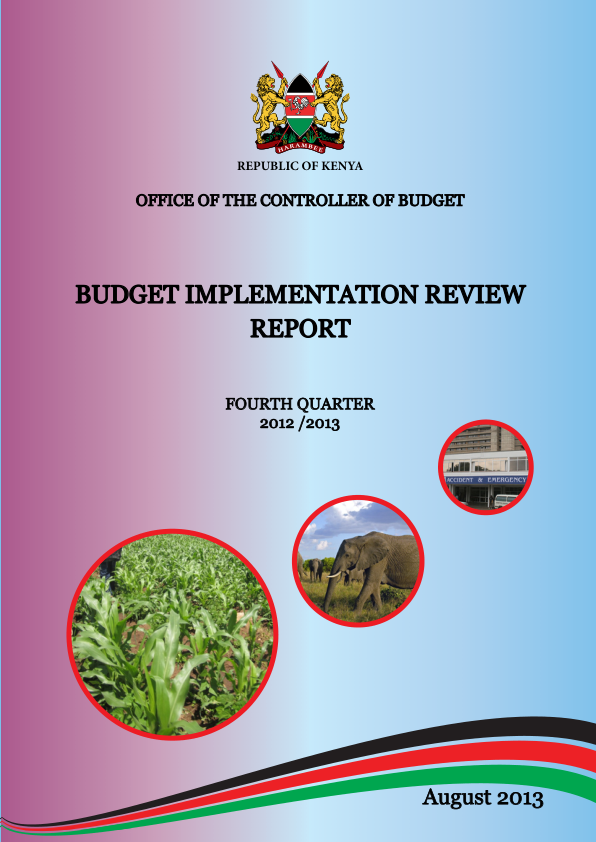 HARAMBEE
REPUBLIC OF KENYA
OFFICE OF THE CONTROLLER OF BUDGET
BUDGET IMPLEMENTATION REVIEW
REPORT
FOURTH QUARTER
2012 /2013
ACCIDENT & EMERGENCY
August 2013